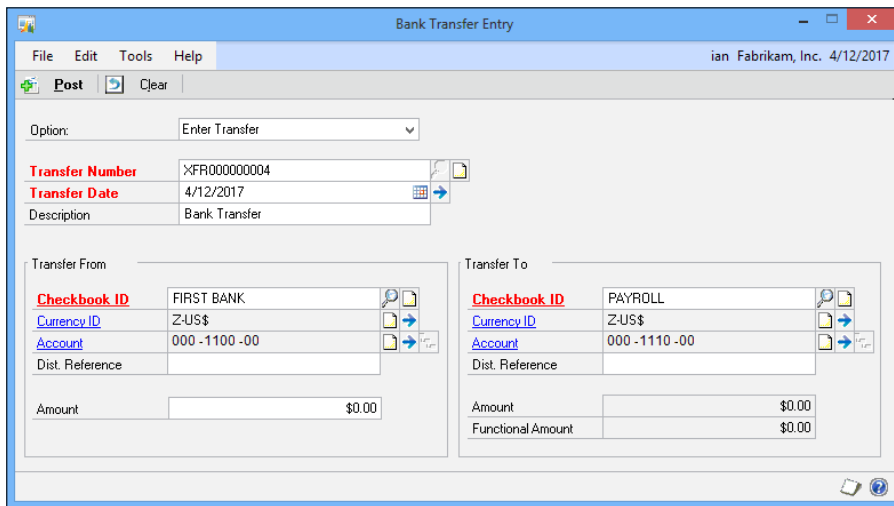 Bank Transfer Entry
File Edit Tools Help ian Fabrikam, Inc. 4/12/2017
Post Clear
Option: Enter Transfer
Transfer Number XFR000000004
Transfer Date 4/12/2017
Description Bank Transfer
Transfer From
Checkbook ID FIRST BANK
Currency ID Z-US$
Account 000 -1100 -00
Dist. Reference
Amount $0.00
Transfer To
Checkbook ID PAYROLL
Currency ID Z-US$
Account 000 -1110 -00
Dist. Reference
Amount $0.00
Functional Amount $0.00